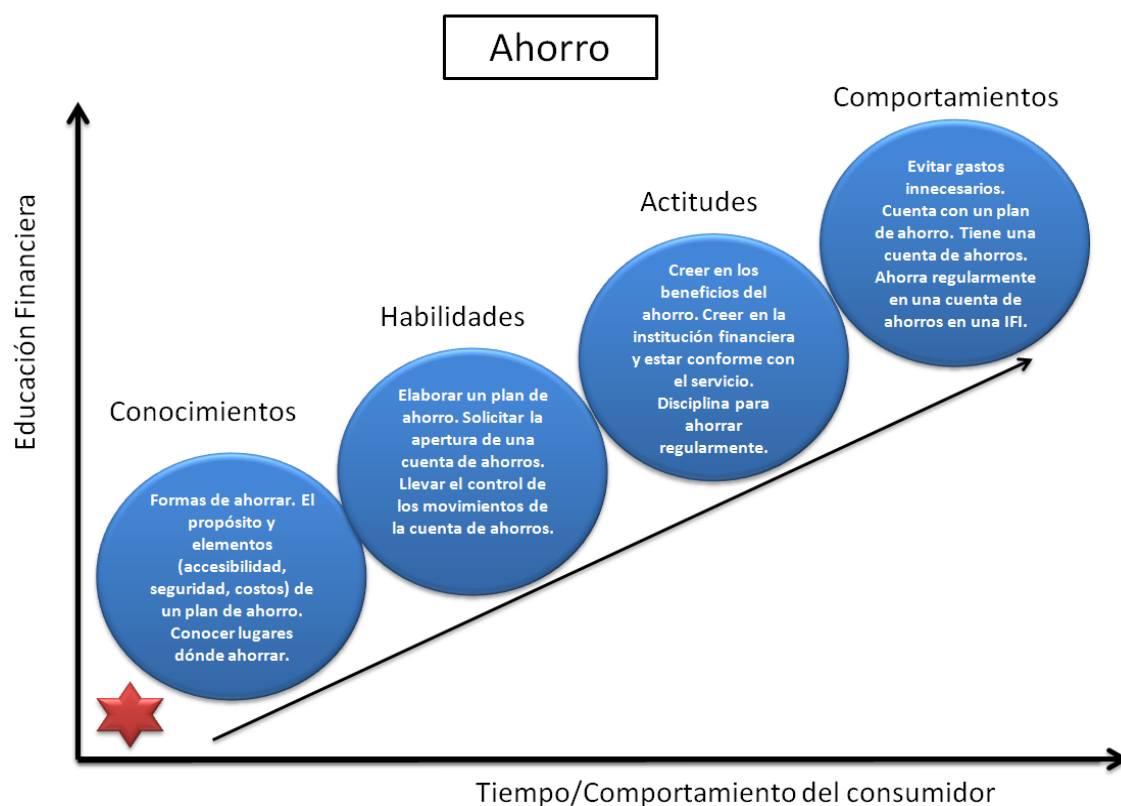 Ahorro
Comportamientos
Evitar gastos
innecesarios.
Cuenta con un plan
de ahorro. Tiene una
cuenta de ahorros.
Ahorra regularmente
en una cuenta de
ahorros en una IFI.
Actitudes
Creer en los
beneficios del
ahorro. Creer en la
institución financiera
y estar conforme con
el servicio.
Disciplina para
ahorrar
regularmente.
Habilidades
Elaborar un plan de
ahorro. Solicitar la
apertura de una
cuenta de ahorros.
Llevar el control de
los movimientos de
la cuenta de ahorros.
Conocimientos
Formas de ahorrar. El
propósito y
elementos
(accesibilidad,
seguridad, costos) de
un plan de ahorro.
Conocer lugares
dónde ahorrar.
Educación Financiera
Tiempo/Comportamiento del consumidor